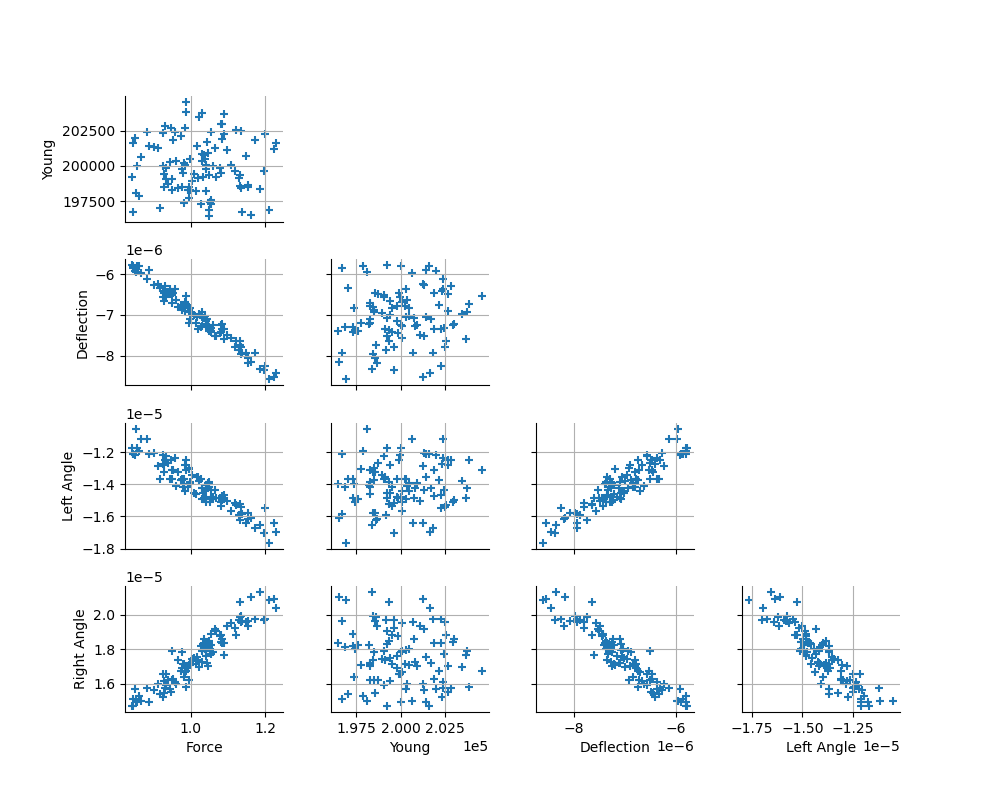 202500
200000
197500
Young
1e−6
−6
−7
−8
Deflection
1e−5
−1.2
−1.4
−1.6
−1.8
Left Angle
1e−5
2.0
1.8
1.6
Right Angle
1.0 1.2 1.975 2.000 2.025 −8 −6 −1.75 −1.50 −1.25
Force Young 1e5 Deflection 1e−6 Left Angle 1e−5